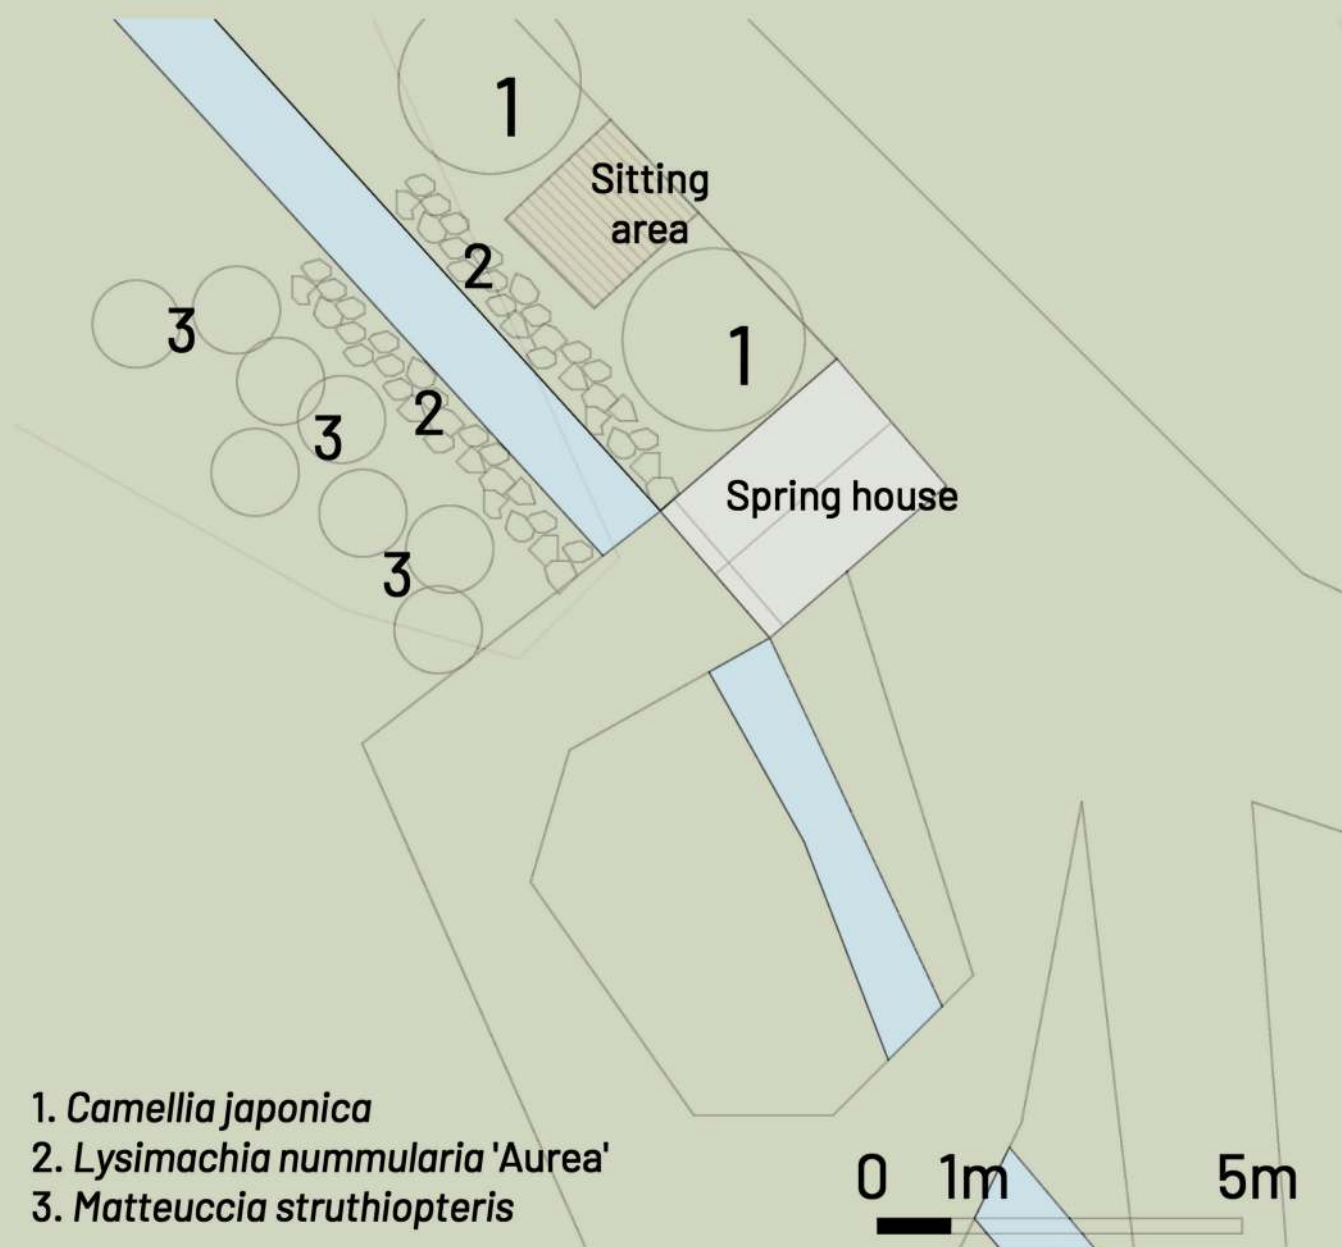 1
Sitting
area
2
3
1
2
3
Spring house
3
1. Camellia japonica
2. Lysimachia nummularia 'Aurea'
3. Matteuccia struthiopteris
0 1m 5m